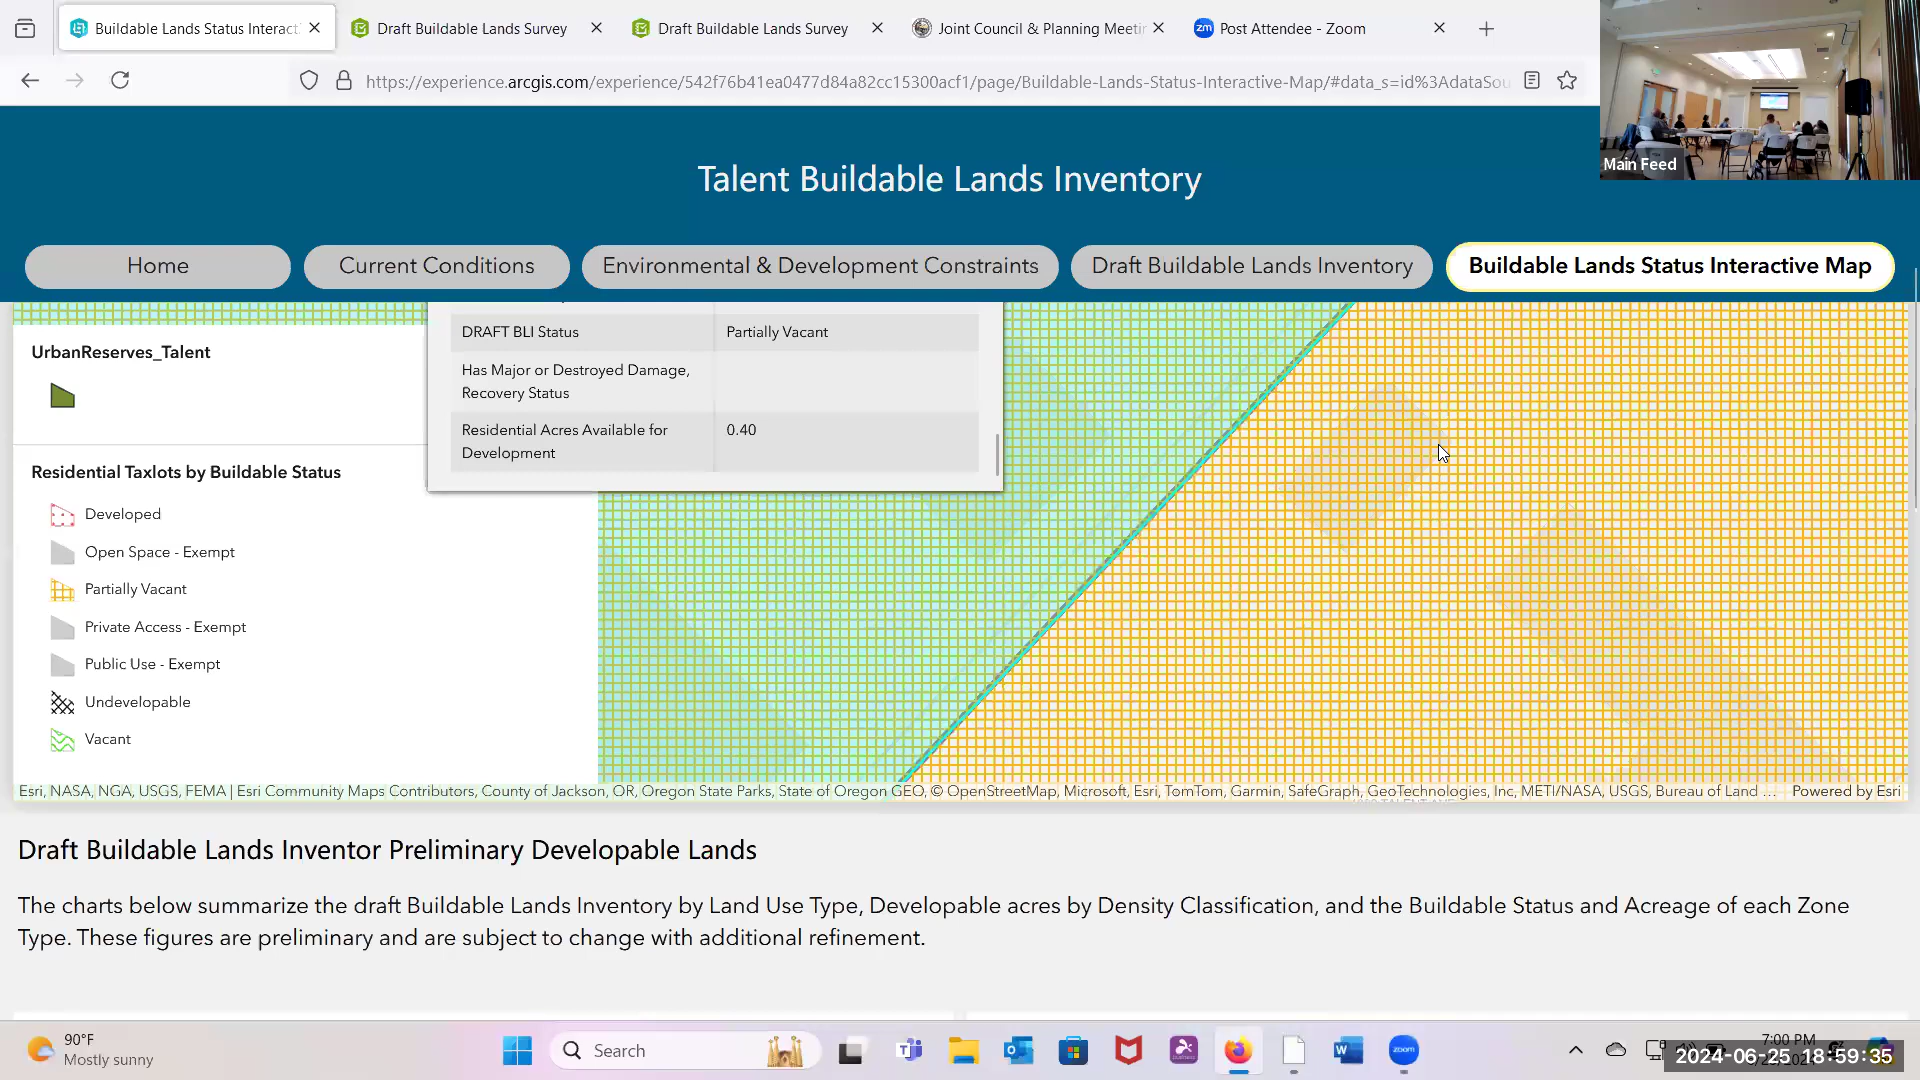 Buildable Lands Status Interact
Draft Buildable Lands Survey
Draft Buildable Lands Survey
Joint Council & Planning Meetin
zm Post Attendee - Zoom
https://experience.arcgis.com/experience/542f76b41ea0477d84a82cc15300acf1/page/Buildable-Lands-Status-Interactive-Map/#data_s=id%3AdataSou
Main Feed
Talent Buildable Lands Inventory
Home
Current Conditions
Environmental & Development Constraints
Draft Buildable Lands Inventory
Buildable Lands Status Interactive Map
DRAFT BLI Status
Partially Vacant
Has Major or Destroyed Damage,
Recovery Status
Residential Acres Available for
Development
0.40
UrbanReserves_Talent
Residential Taxlots by Buildable Status
Developed
Open Space - Exempt
Partially Vacant
Private Access - Exempt
Public Use - Exempt
Undevelopable
Vacant
Esri, NASA, NGA, USGS, FEMA | Esri Community Maps Contributors, County of Jackson, OR, Oregon State Parks, State of Oregon GEO, © OpenStreetMap, Microsoft, Esri, TomTom, Garmin, SafeGraph, GeoTechnologies, Inc, METI/NASA, USGS, Bureau of Land ...
Powered by Esri
Draft Buildable Lands Inventor Preliminary Developable Lands
The charts below summarize the draft Buildable Lands Inventory by Land Use Type, Developable acres by Density Classification, and the Buildable Status and Acreage of each Zone
Type. These figures are preliminary and are subject to change with additional refinement.
90°F
Mostly sunny
Search
zoom
7:00 PM
2024-06-25 18:59:35